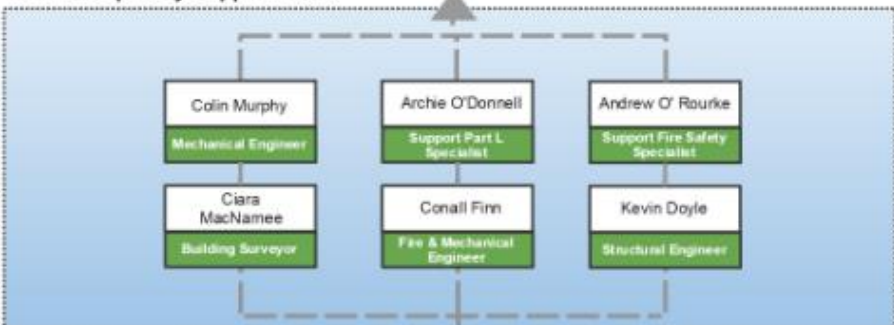 Colin Murphy
Mechanical Engineer
Archie O'Donnell
Support Part L
Specialist
Andrew O' Rourke
Support Fire Safety
Specialist
Ciara
MacNamee
Building Surveyor
Conall Finn
Fire & Mechanical
Engineer
Kevin Doyle
Structural Engineer